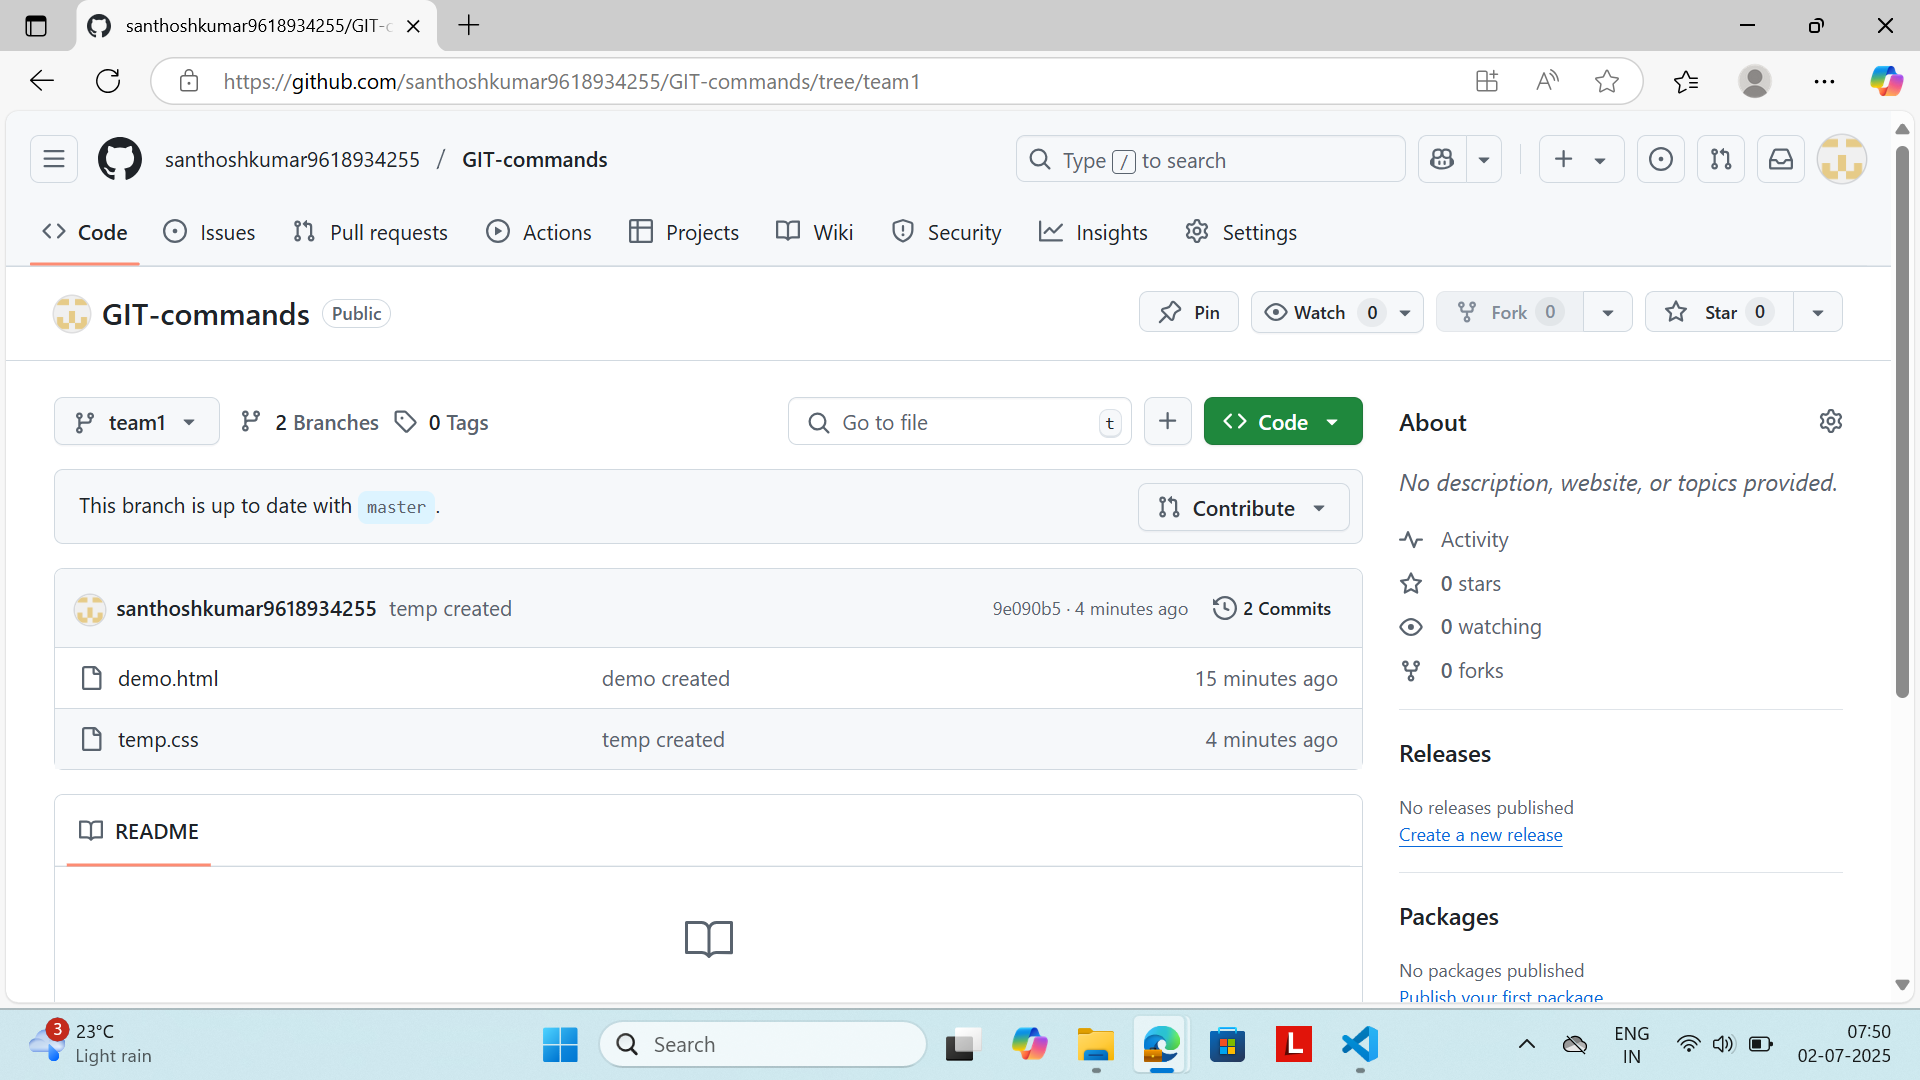 santhoshkumar9618934255/GIT-c
https://github.com/santhoshkumar9618934255/GIT-commands/tree/team1
santhoshkumar9618934255 / GIT-commands
Type / to search
Code
Issues
Pull requests
Actions
Projects
Wiki
Security
Insights
Settings
GIT-commands Public
Pin
Watch 0
Fork 0
Star 0
team1
2 Branches
0 Tags
Go to file t
Code
This branch is up to date with master .
Contribute
santhoshkumar9618934255 temp created
9e090b5 · 4 minutes ago
2 Commits
demo.html demo created 15 minutes ago
temp.css temp created 4 minutes ago
README
About
No description, website, or topics provided.
Activity
0 stars
0 watching
0 forks
Releases
No releases published
Create a new release
Packages
No packages published
Publish your first package
3
23°C
Light rain
Search
L
ENG
IN
07:50
02-07-2025